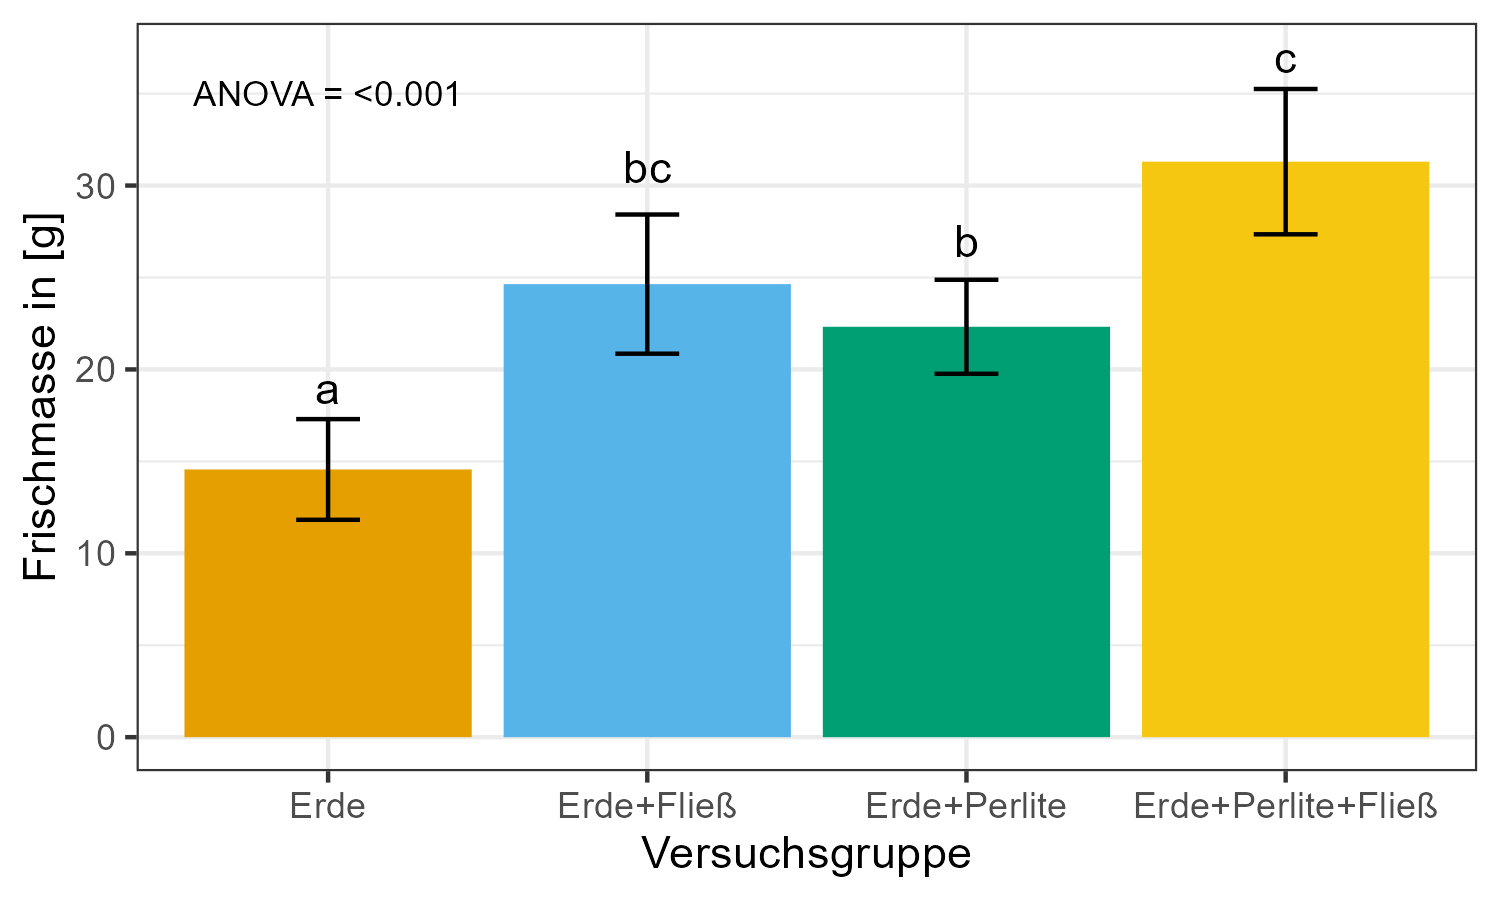 ANOVA = <0.001
c
bc
b
a
30
20
10
0
Frischmasse in [g]
Erde
Erde+Fließ
Erde+Perlite
Erde+Perlite+Fließ
Versuchsgruppe